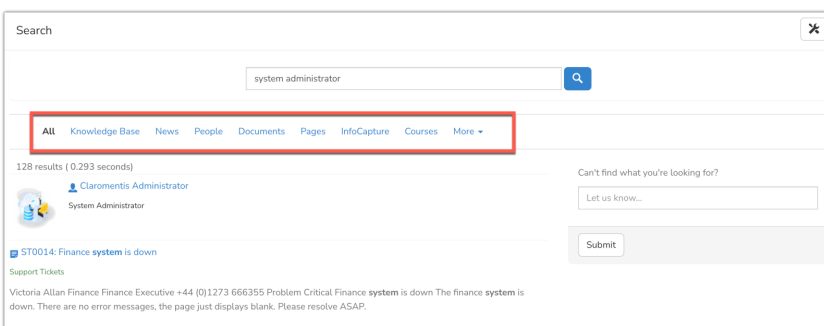 Search
system administrator
All Knowledge Base News People Documents Pages InfoCapture Courses More
128 results ( 0.293 seconds)
Claromentis Administrator
System Administrator
ST0014: Finance system is down
Support Tickets
Victoria Allan Finance Finance Executive +44 (0)1273 666355 Problem Critical Finance system is down The finance system is
down. There are no error messages, the page just displays blank. Please resolve ASAP.
Can't find what you're looking for?
Let us know...
Submit